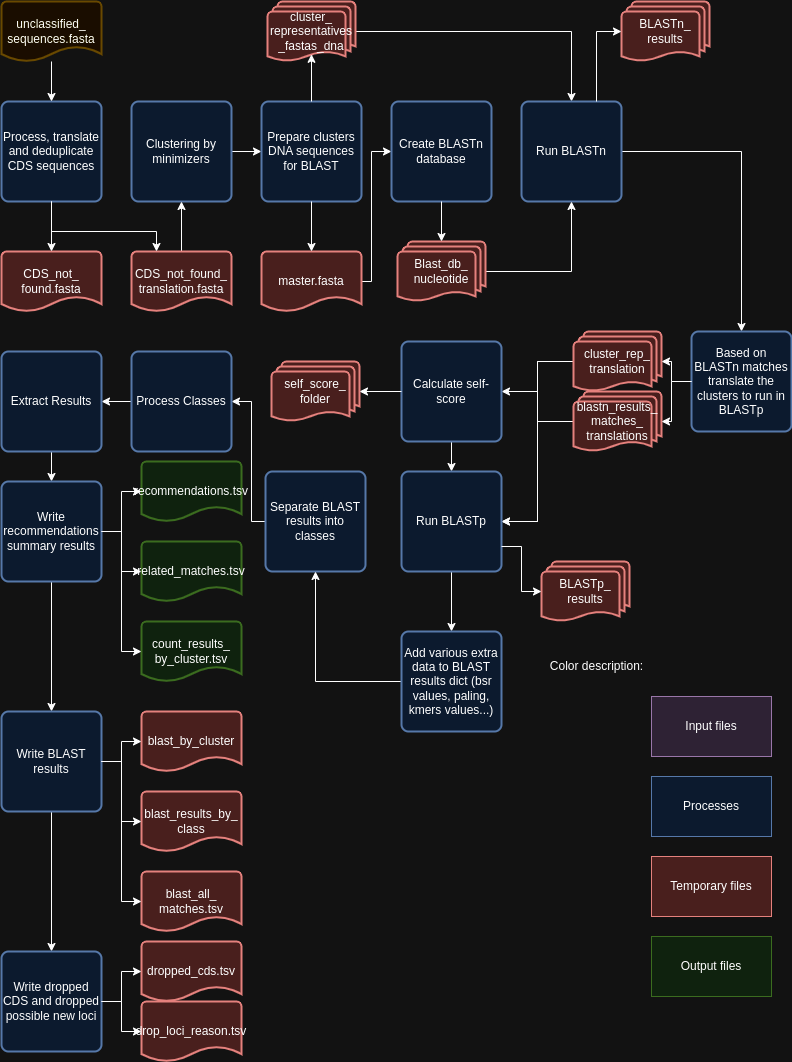 unclassified_
sequences.fasta
cluster_
representatives
_fastas_dna
BLASTn_
results
Process, translate
and deduplicate
CDS sequences
Clustering by
minimizers
Prepare clusters
DNA sequences
for BLAST
Create BLASTn
database
Run BLASTn
CDS_not_
found.fasta
CDS_not_found_
translation.fasta
master.fasta
Blast_db_
nucleotide
Extract Results
Process Classes
self_score_
folder
Calculate self-
score
cluster_rep_
translation
blastn_results_
matches_
translations
Based on
BLASTn matches
translate the
clusters to run in
BLASTp
Write
recommendations
summary results
recommendations.tsv
related_matches.tsv
count_results_
by_cluster.tsv
Separate BLAST
results into
classes
Run BLASTp
BLASTp_
results
Add various extra
data to BLAST
results dict (bsr
values, paling,
kmers values...)
Write BLAST
results
blast_by_cluster
blast_results_by_
class
blast_all_
matches.tsv
Write dropped
CDS and dropped
possible new loci
dropped_cds.tsv
drop_loci_reason.tsv
Color description:
Input files
Processes
Temporary files
Output files